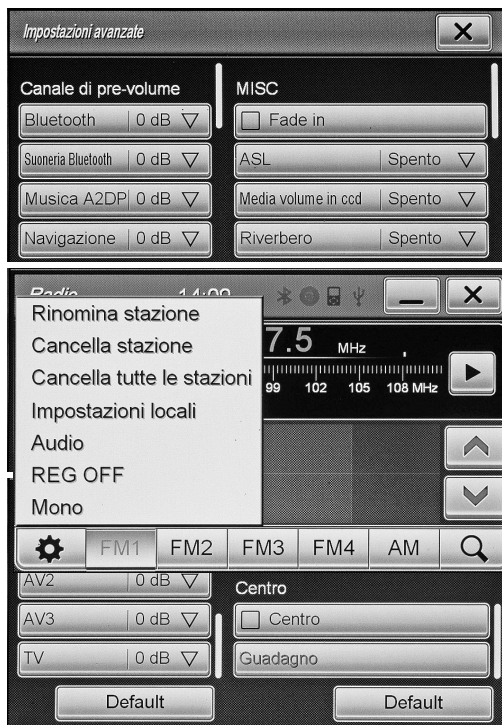 Impostazioni avanzate
Canale di pre-volume
MISC
Bluetooth 0 dB
Fade in
Suoneria Bluetooth 0 dB
ASL Spento
Musica A2DP 0 dB
Media volume in ccd Spento
Navigazione 0 dB
Riverbero Spento
Radio
Rinomina stazione
Cancella stazione
Cancella tutte le stazioni
Impostazioni locali
Audio
REG OFF
Mono
7.5 MHz
99 102 105 108 MHz
FM1 FM2 FM3 FM4 AM
AV2 0 dB
Centro
AV3 0 dB
Centro
TV 0 dB
Guadagno
Default
Default